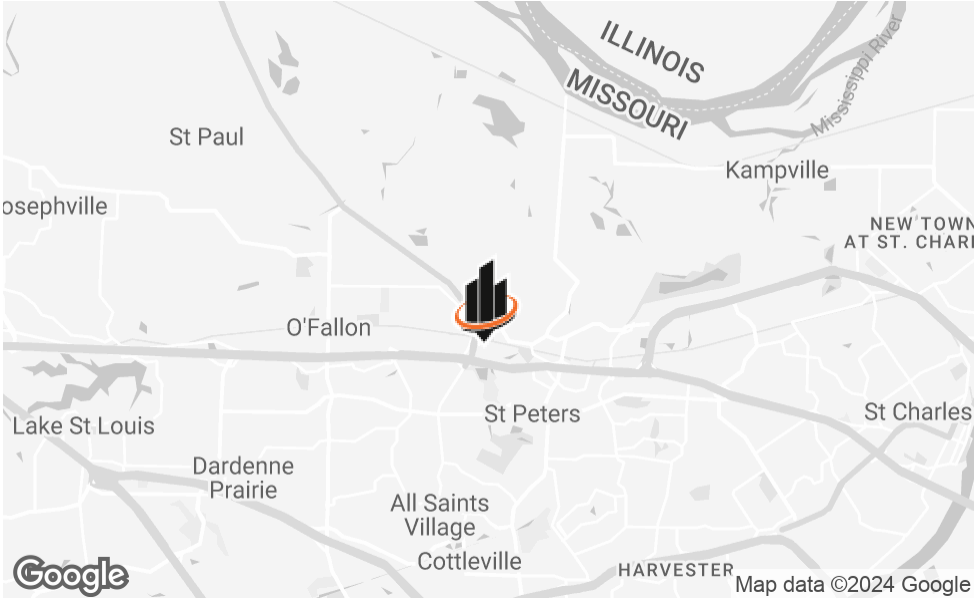 ILLINOIS
MISSOURI
Mississippi River
St Paul
Kampville
osephville
NEW TOWN
AT ST. CHARI
O'Fallon
St Peters
St Charles
Lake St Louis
Dardenne
Prairie
All Saints
Village
Cottleville
HARVESTER
Google
Map data ©2024 Google